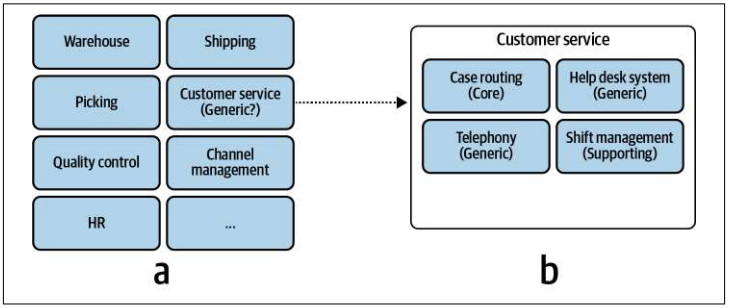 Warehouse
Shipping
Picking
Customer service
(Generic?)
Quality control
Channel
management
HR
...
a
Customer service
Case routing
(Core)
Help desk system
(Generic)
Telephony
(Generic)
Shift management
(Supporting)
b